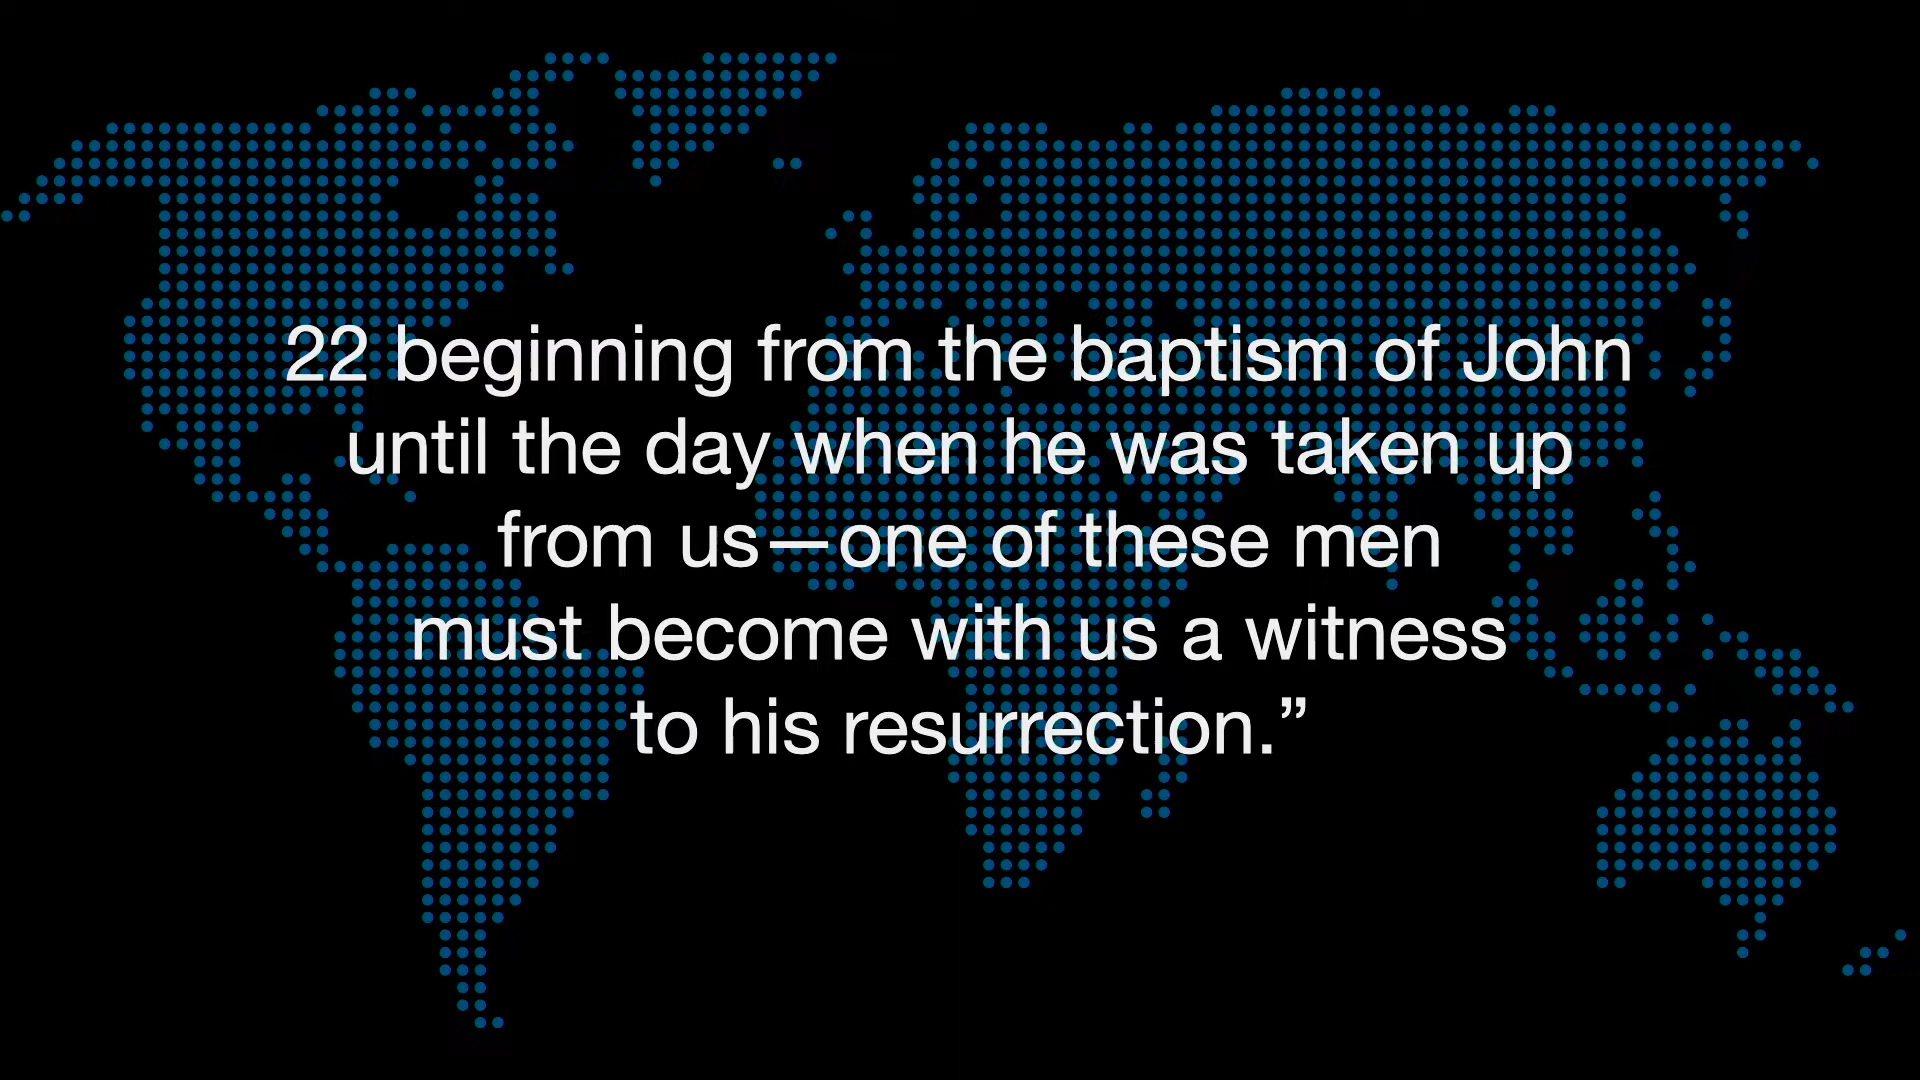 22 beginning from the baptism of John
until the day when he was taken up
from us—one of these men
must become with us a witness
to his resurrection.”